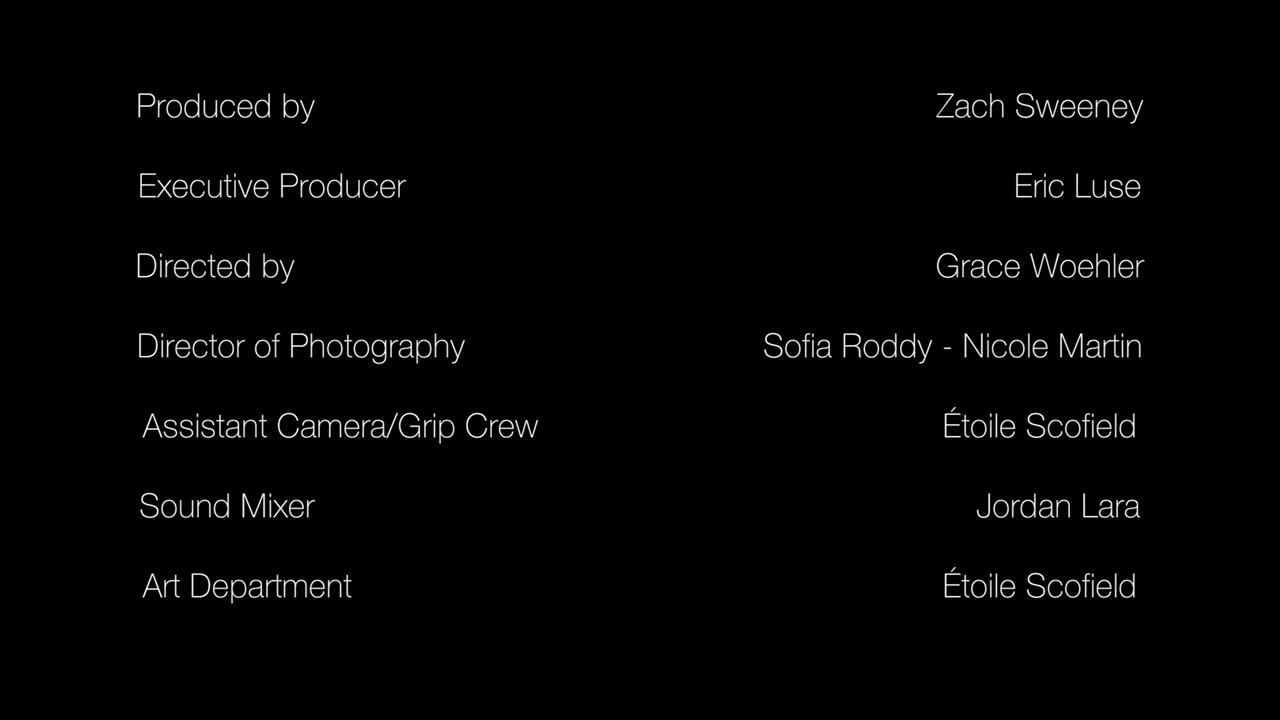 Produced by Zach Sweeney
Executive Producer Eric Luse
Directed by Grace Woehler
Director of Photography Sofia Roddy - Nicole Martin
Assistant Camera/Grip Crew Étoile Scofield
Sound Mixer Jordan Lara
Art Department Étoile Scofield